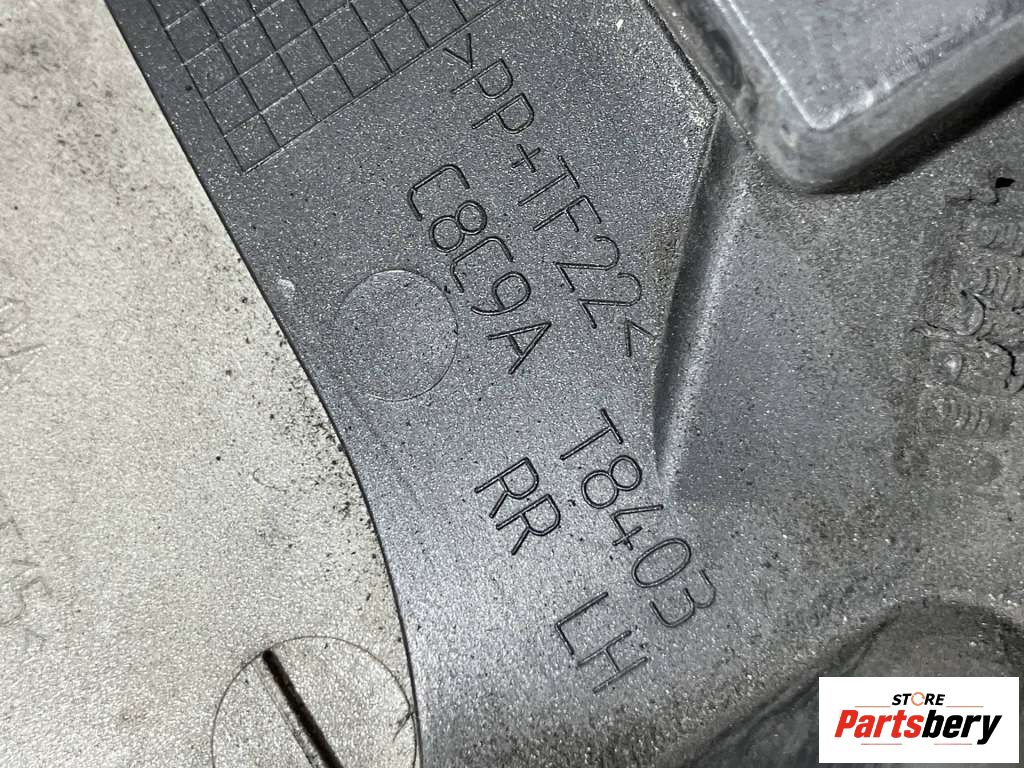 >PP+TF22<
C8C9A T8403
RR LH
STORE
Partsbery